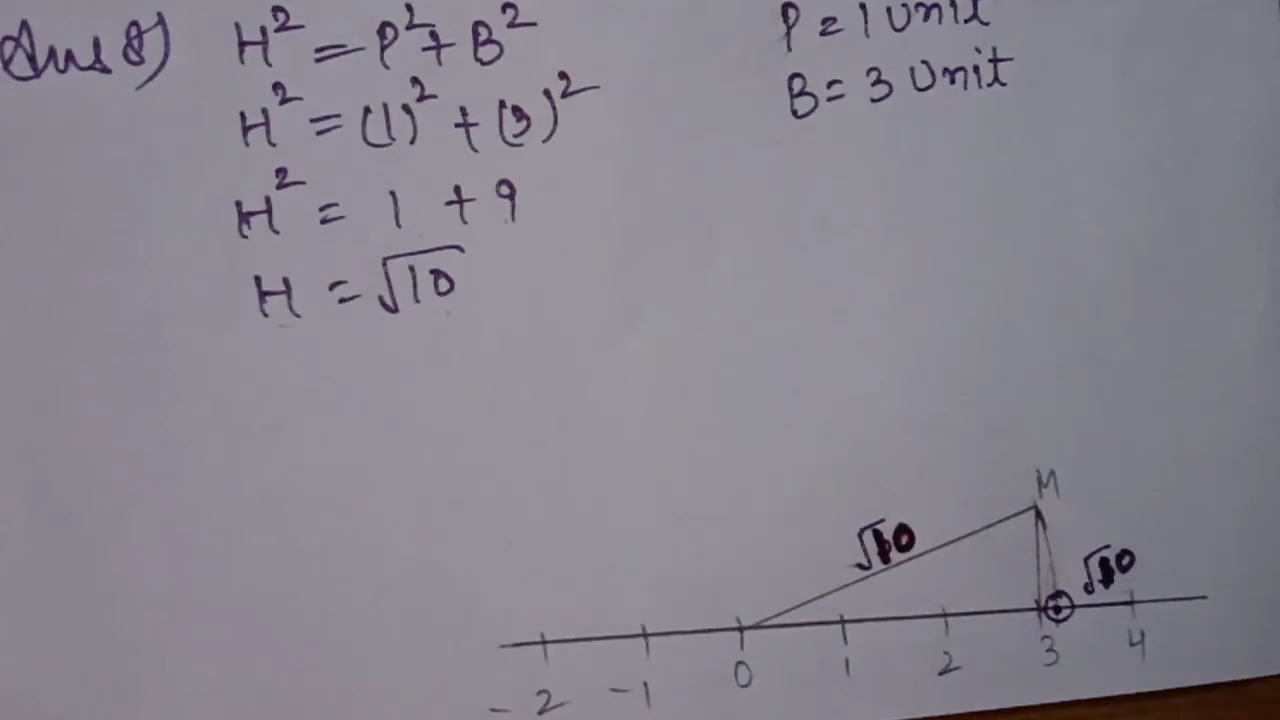 Ans 8) H² = P² + B²
P = 1 Unit
H² = (1)² + (3)²
B = 3 Unit
H² = 1 + 9
H = √10
M
√10
√10
-2 -1 0 1 2 3 4